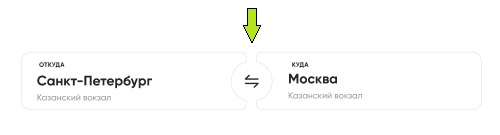 ОТКУДА
Санкт-Петербург
Казанский вокзал
КУДА
Москва
Казанский вокзал